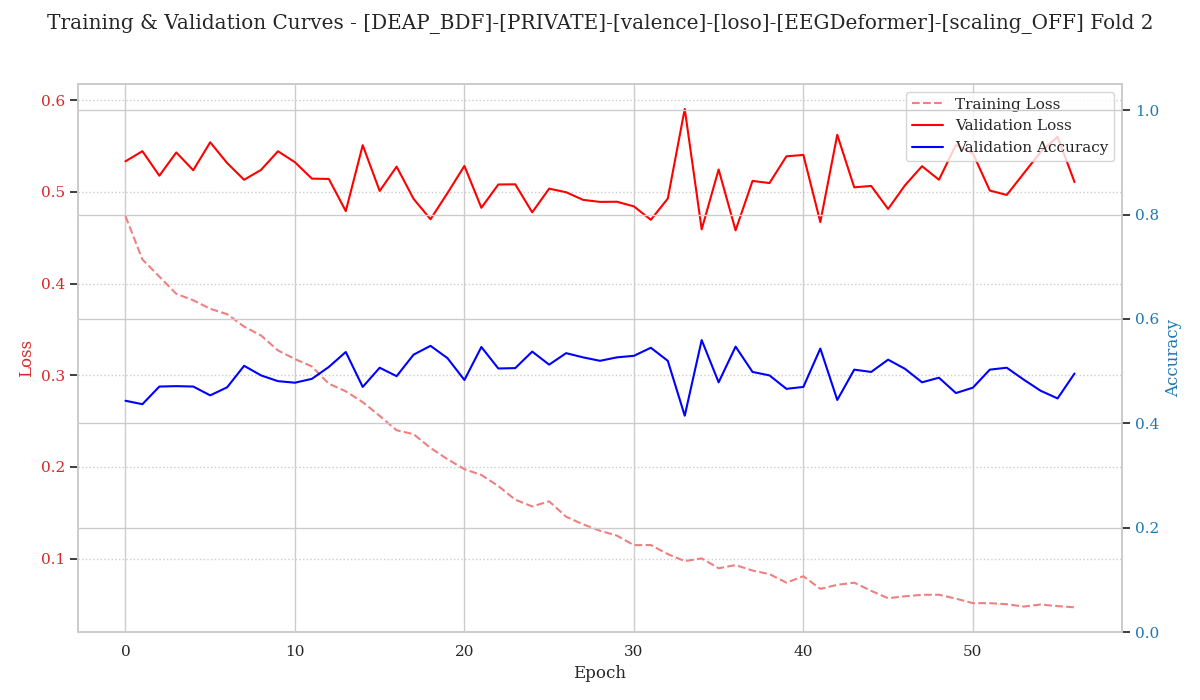 Training & Validation Curves - [DEAP_BDF]-[PRIVATE]-[valence]-[loso]-[EEGDeformer]-[scaling_OFF] Fold 2
Training Loss
Validation Loss
Validation Accuracy
0.6
0.5
0.4
0.3
0.2
0.1
Loss
1.0
0.8
0.6
0.4
0.2
0.0
Accuracy
0
10
20
30
40
50
Epoch